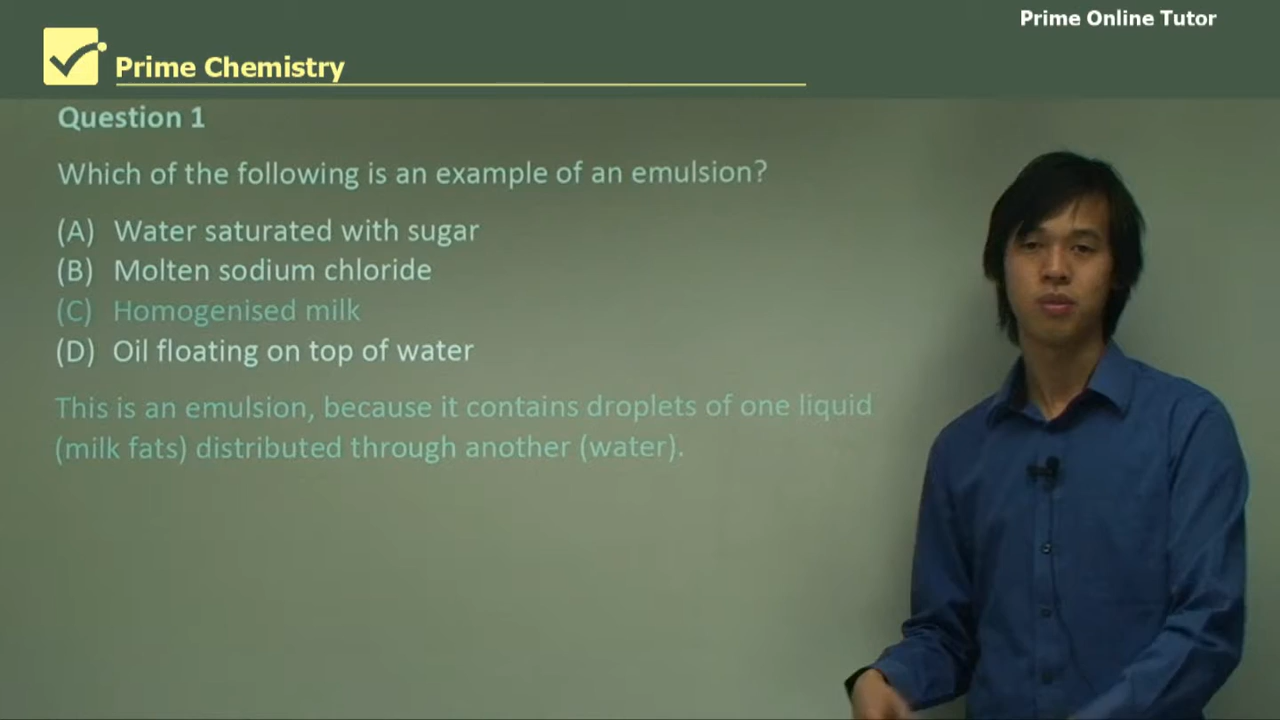 Prime Online Tutor
Prime Chemistry
Question 1
Which of the following is an example of an emulsion?
(A) Water saturated with sugar
(B) Molten sodium chloride
(C) Homogenised milk
(D) Oil floating on top of water
This is an emulsion, because it contains droplets of one liquid
(milk fats) distributed through another (water).